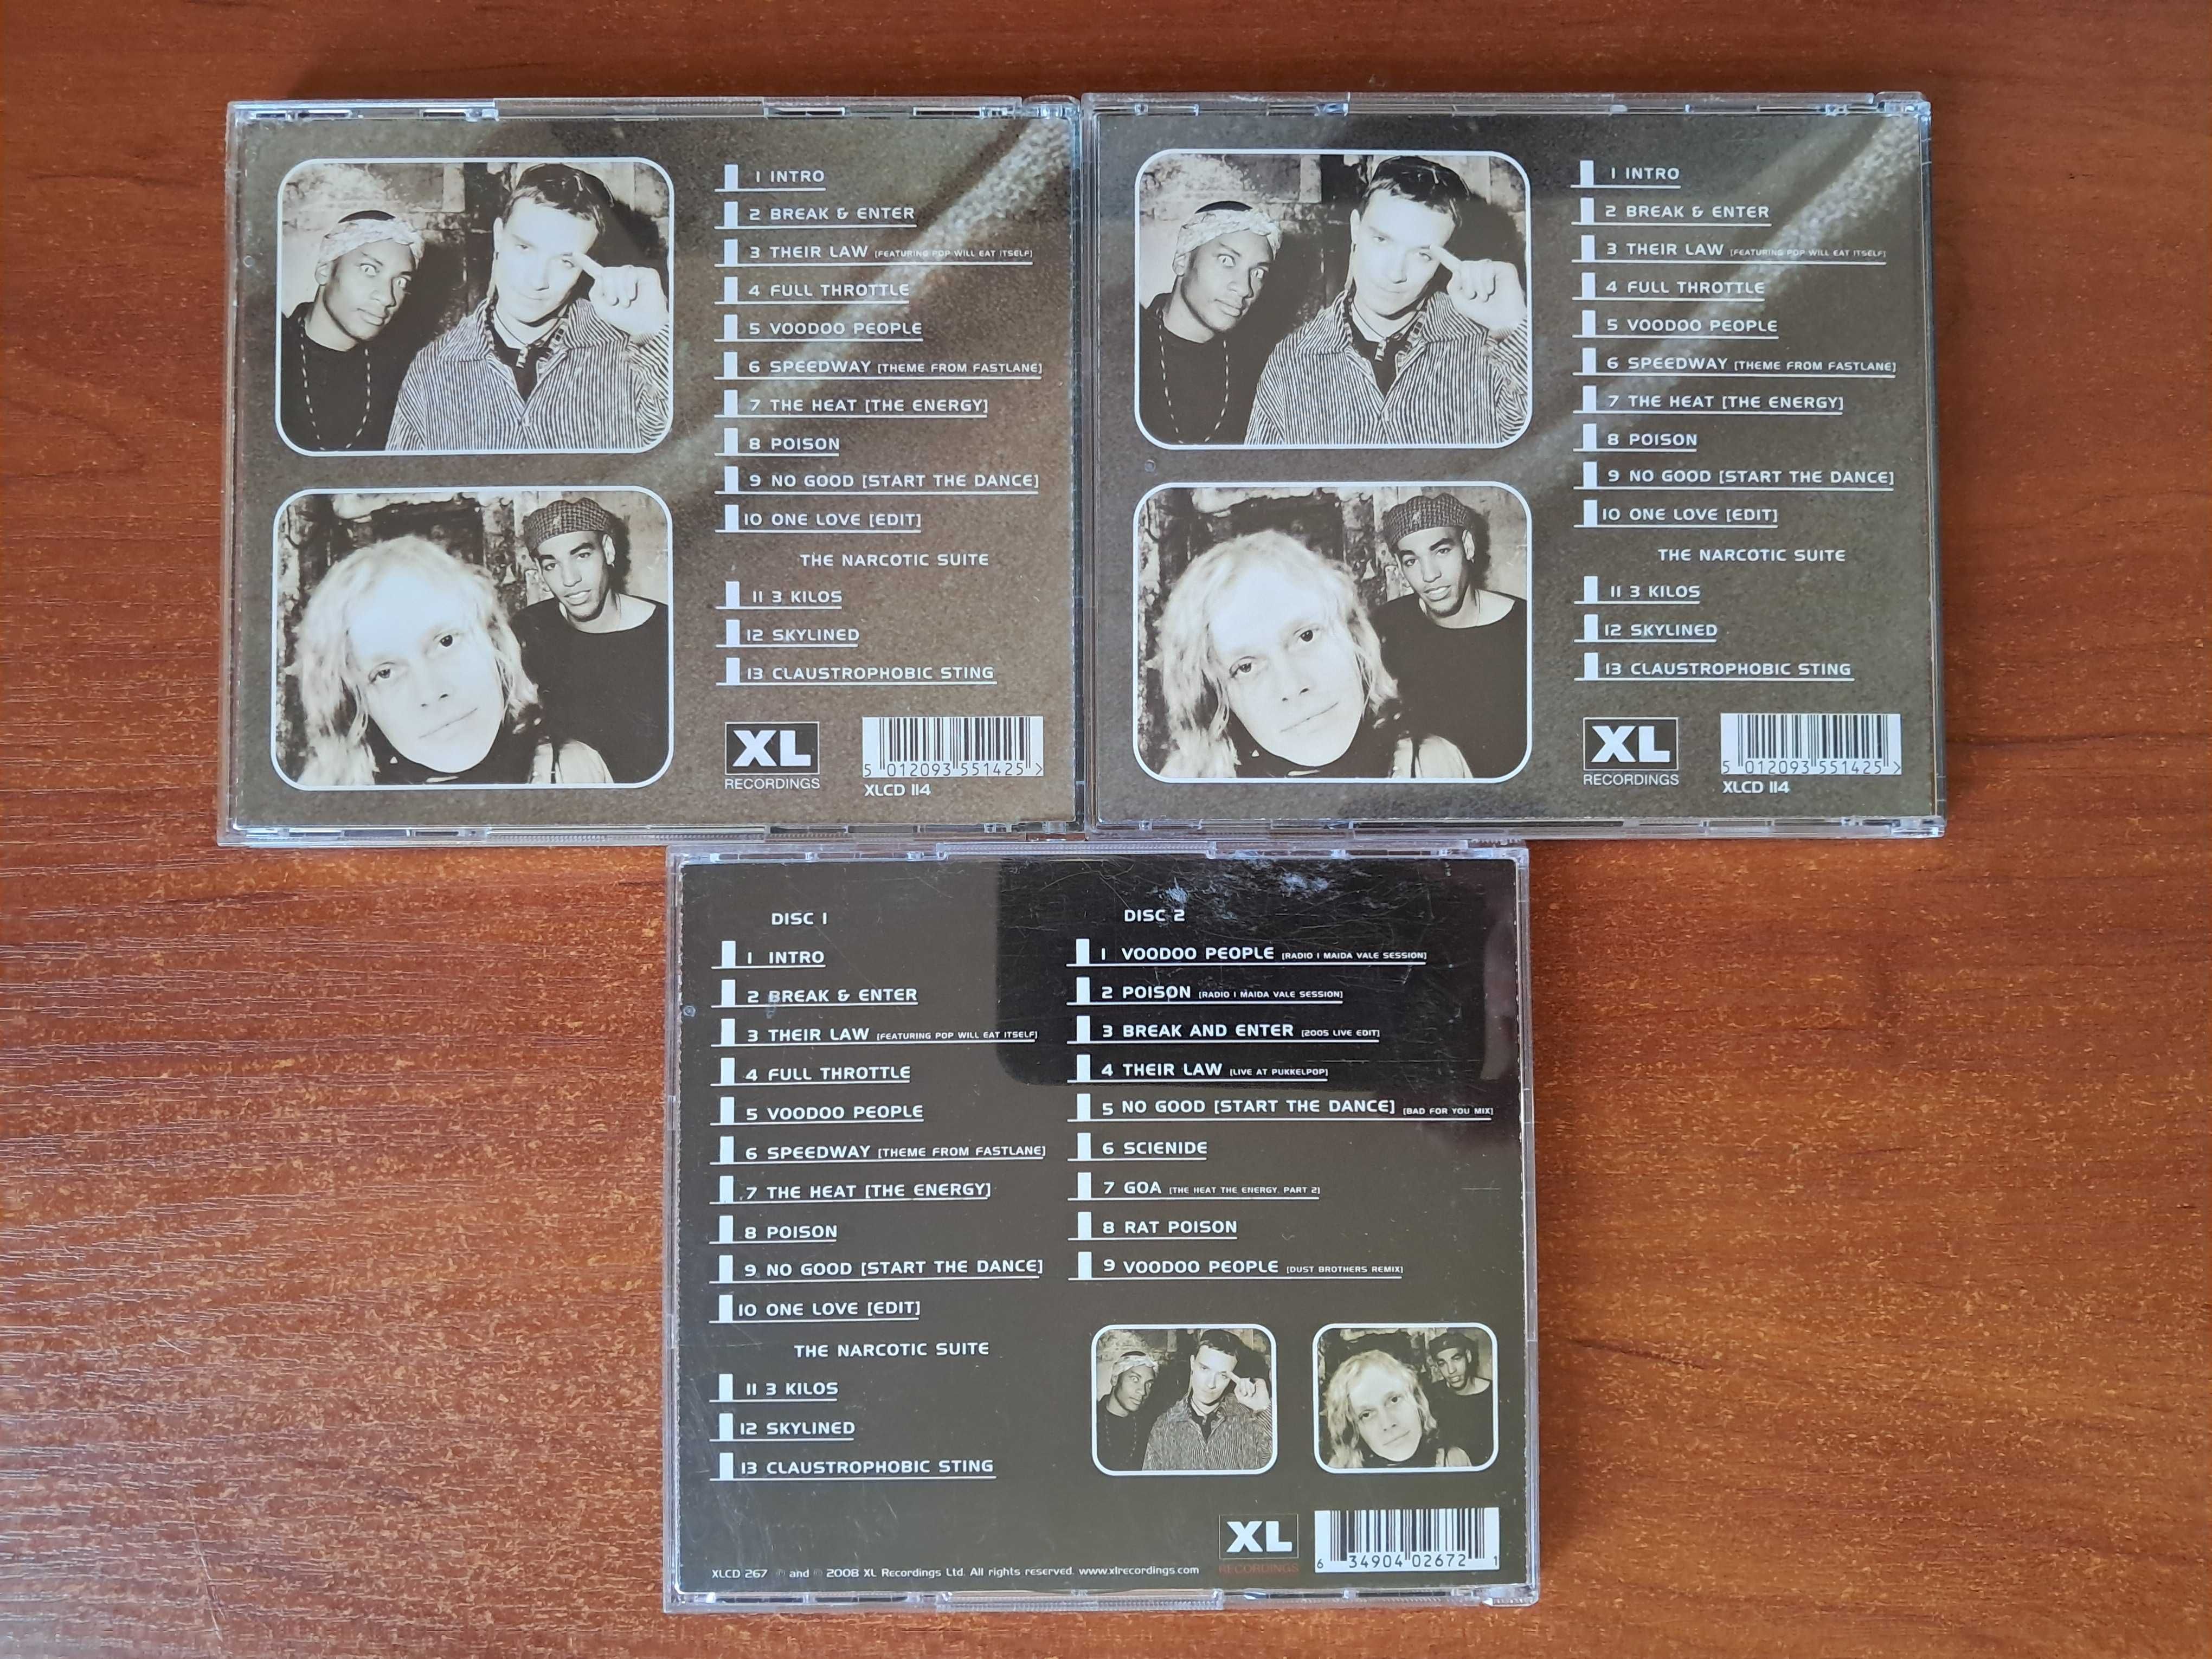 1 INTRO
2 BREAK & ENTER
3 THEIR LAW [FEATURING POP WILL EAT ITSELF]
4 FULL THROTTLE
5 VOODOO PEOPLE
6 SPEEDWAY [THEME FROM FASTLANE]
7 THE HEAT [THE ENERGY]
8 POISON
9 NO GOOD [START THE DANCE]
10 ONE LOVE [EDIT]
THE NARCOTIC SUITE
11 3 KILOS
12 SKYLINED
13 CLAUSTROPHOBIC STING
XL
RECORDINGS
5 012093 551425 >
XLCD 114
1 INTRO
2 BREAK & ENTER
3 THEIR LAW [FEATURING POP WILL EAT ITSELF]
4 FULL THROTTLE
5 VOODOO PEOPLE
6 SPEEDWAY [THEME FROM FASTLANE]
7 THE HEAT [THE ENERGY]
8 POISON
9 NO GOOD [START THE DANCE]
10 ONE LOVE [EDIT]
THE NARCOTIC SUITE
11 3 KILOS
12 SKYLINED
13 CLAUSTROPHOBIC STING
XL
RECORDINGS
5 012093 551425 >
XLCD 114
DISC 1
1 INTRO
2 BREAK & ENTER
3 THEIR LAW [FEATURING POP WILL EAT ITSELF]
4 FULL THROTTLE
5 VOODOO PEOPLE
6 SPEEDWAY [THEME FROM FASTLANE]
7 THE HEAT [THE ENERGY]
8 POISON
9 NO GOOD [START THE DANCE]
10 ONE LOVE [EDIT]
THE NARCOTIC SUITE
11 3 KILOS
12 SKYLINED
13 CLAUSTROPHOBIC STING
DISC 2
1 VOODOO PEOPLE [RADIO 1 MAIDA VALE SESSION]
2 POISON [RADIO 1 MAIDA VALE SESSION]
3 BREAK AND ENTER [2005 LIVE EDIT]
4 THEIR LAW [LIVE AT PUKKELPOP]
5 NO GOOD [START THE DANCE] [BAD FOR YOU MIX]
6 SCIENIDE
7 GOA [THE HEAT THE ENERGY, PART 2]
8 RAT POISON
9 VOODOO PEOPLE [DUST BROTHERS REMIX]
XL
RECORDINGS
6 34904 02672 1
XLCD 267 ℗ and © 2008 XL Recordings Ltd. All rights reserved. www.xlrecordings.com